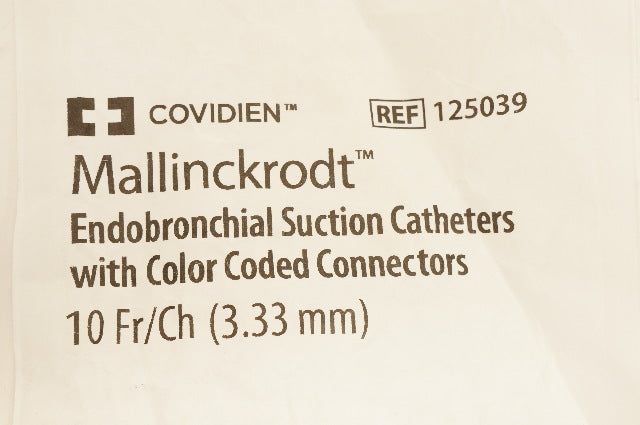 COVIDIEN™ REF 125039
Mallinckrodt™
Endobronchial Suction Catheters
with Color Coded Connectors
10 Fr/Ch (3.33 mm)